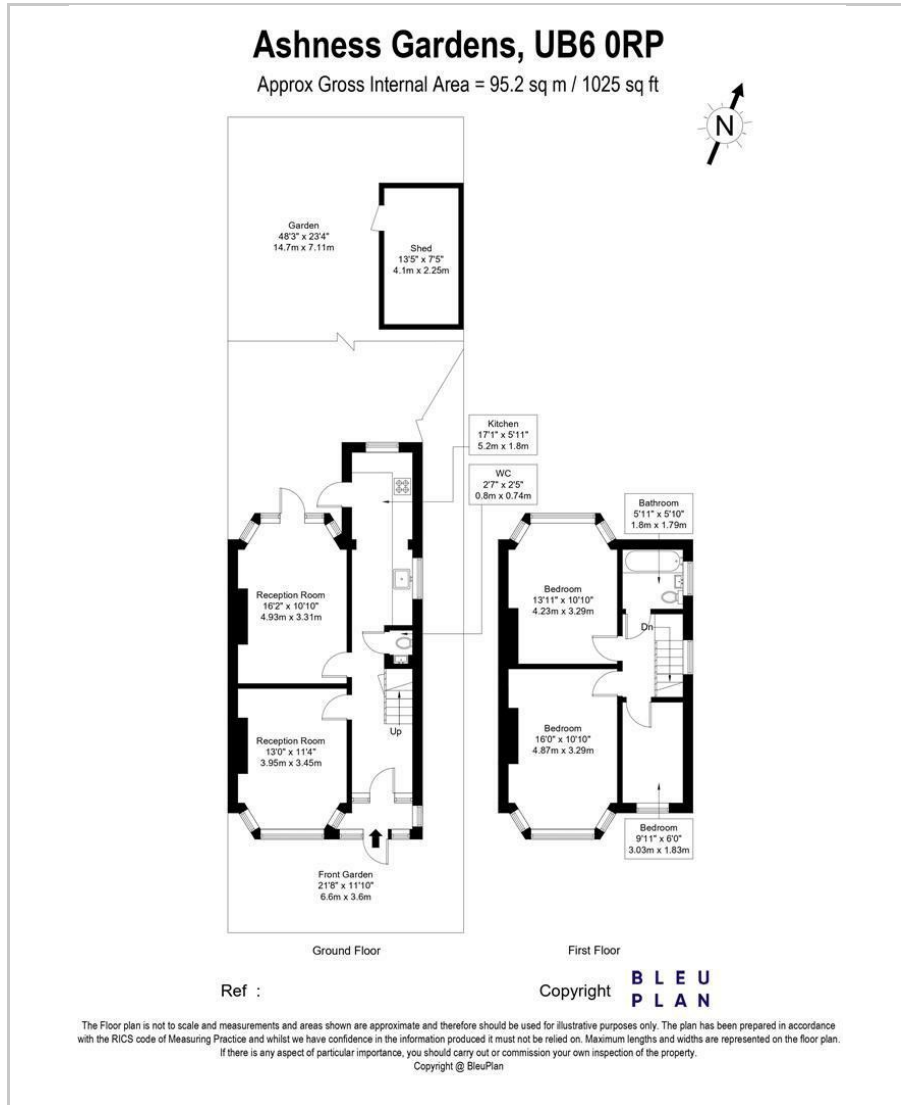 Ashness Gardens, UB6 0RP
Approx Gross Internal Area = 95.2 sq m / 1025 sq ft
N
Garden
48'3" x 23'4"
14.7m x 7.11m
Shed
13'5" x 7'5"
4.1m x 2.25m
Kitchen
17'1" x 5'11"
5.2m x 1.8m
WC
2'7" x 2'5"
0.8m x 0.74m
Reception Room
16'2" x 10'10"
4.93m x 3.31m
Reception Room
13'0" x 11'4"
3.95m x 3.45m
Up
Front Garden
21'8" x 11'10"
6.6m x 3.6m
Ground Floor
Bathroom
5'11" x 5'10"
1.8m x 1.79m
Bedroom
13'11" x 10'10"
4.23m x 3.29m
Dn
Bedroom
16'0" x 10'10"
4.87m x 3.29m
Bedroom
9'11" x 6'0"
3.03m x 1.83m
First Floor
Ref :
Copyright
BLEU
PLAN
The Floor plan is not to scale and measurements and areas shown are approximate and therefore should be used for illustrative purposes only. The plan has been prepared in accordance
with the RICS code of Measuring Practice and whilst we have confidence in the information produced it must not be relied on. Maximum lengths and widths are represented on the floor plan.
If there is any aspect of particular importance, you should carry out or commission your own inspection of the property.
Copyright @ BleuPlan